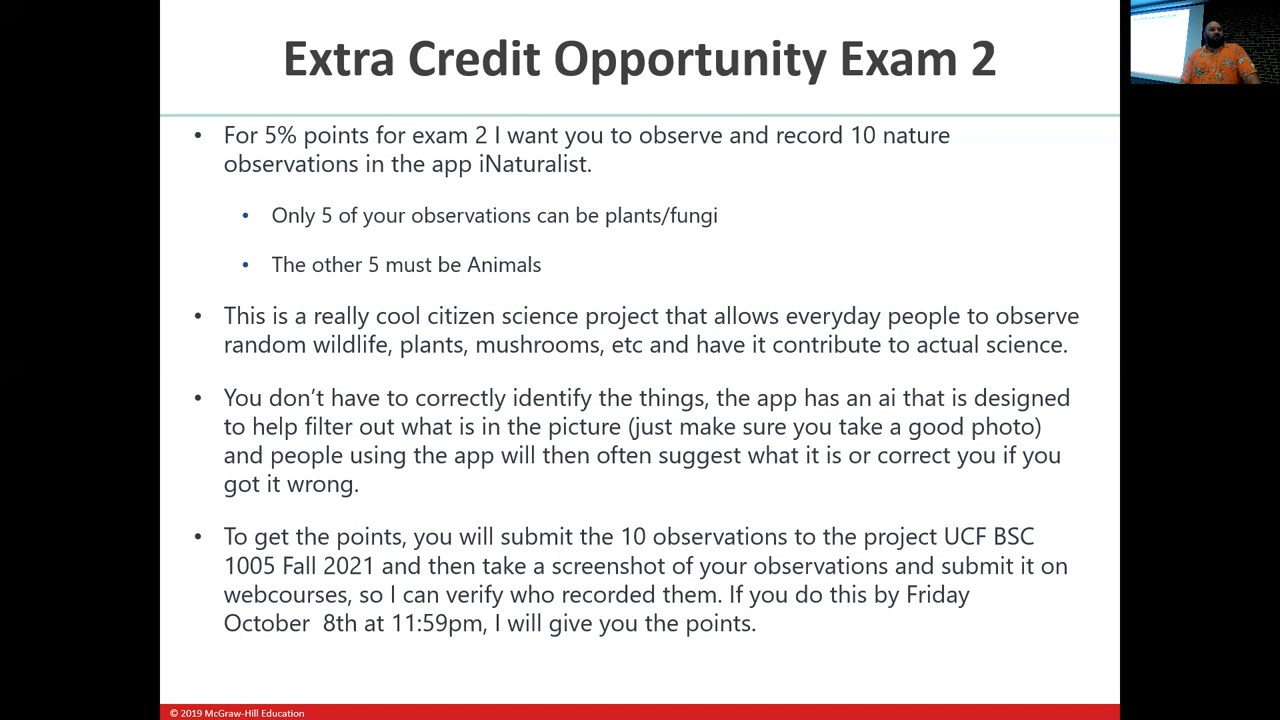 Extra Credit Opportunity Exam 2
• For 5% points for exam 2 I want you to observe and record 10 nature
observations in the app iNaturalist.
• Only 5 of your observations can be plants/fungi
• The other 5 must be Animals
• This is a really cool citizen science project that allows everyday people to observe
random wildlife, plants, mushrooms, etc and have it contribute to actual science.
• You don’t have to correctly identify the things, the app has an ai that is designed
to help filter out what is in the picture (just make sure you take a good photo)
and people using the app will then often suggest what it is or correct you if you
got it wrong.
• To get the points, you will submit the 10 observations to the project UCF BSC
1005 Fall 2021 and then take a screenshot of your observations and submit it on
webcourses, so I can verify who recorded them. If you do this by Friday
October  8th at 11:59pm, I will give you the points.
© 2019 McGraw-Hill Education